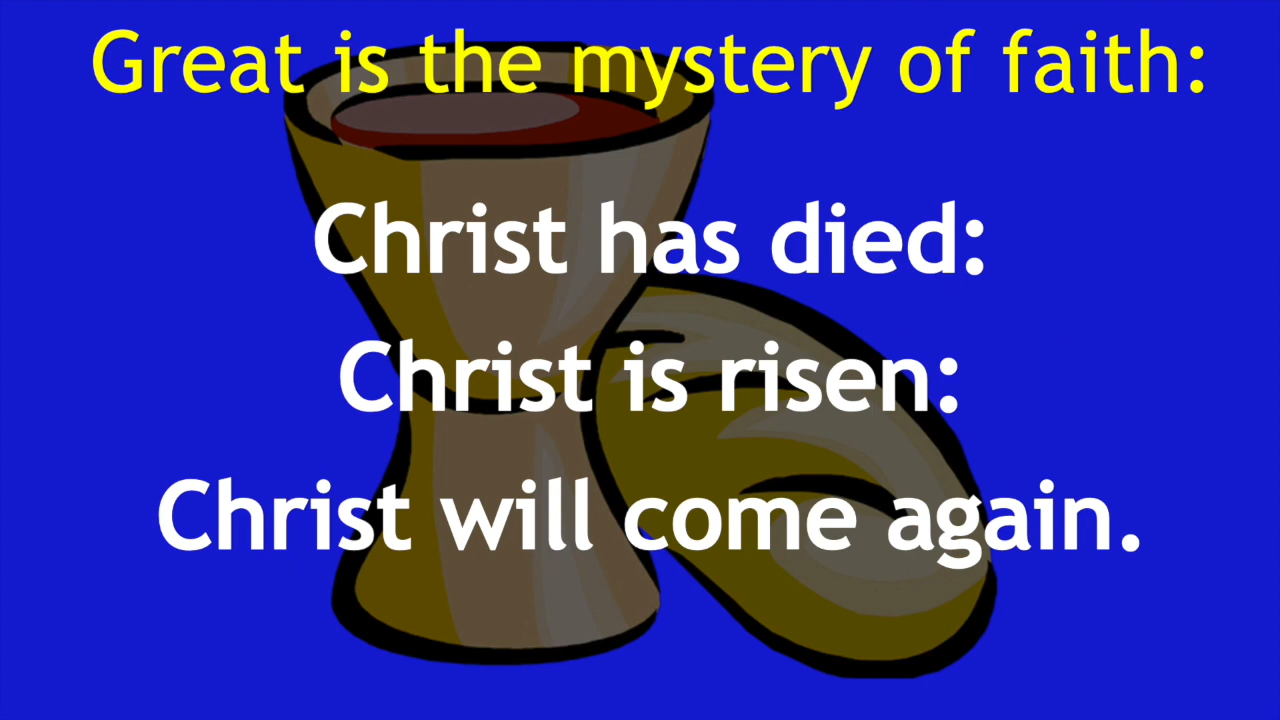 Great is the mystery of faith:
Christ has died:
Christ is risen:
Christ will come again.